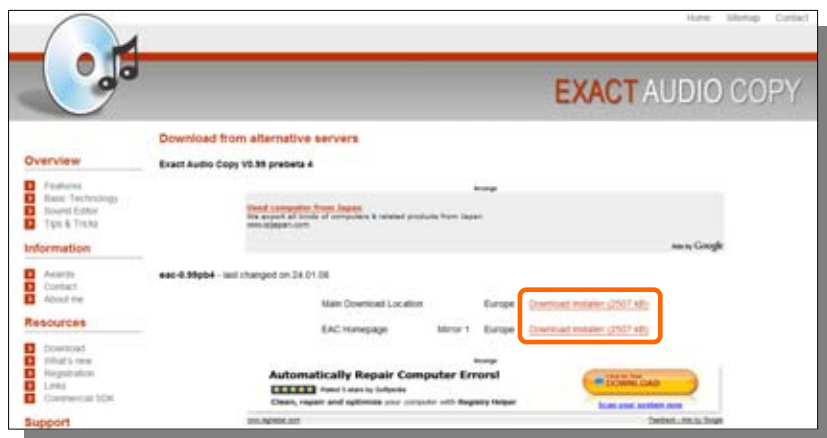 Home Sitemap Contact
EXACT AUDIO COPY
Download from alternative servers
Exact Audio Copy V0.99 prebeta 4
Overview
Features
Basic Technology
Sound Editor
Tips & Tricks
Information
Awards
Contact
About me
Resources
Download
What's new
Registration
Links
Commercial SDK
Support
Anzeige
Used computer from Japan
We export all kinds of computers & related products from Japan
Ads by Google
eac-0.99pb4 - last changed on 24.01.08
Main Download Location Europe Download Installer (2507 kB)
EAC Homepage Mirror 1 Europe Download Installer (2507 kB)
Anzeige
Automatically Repair Computer Errors!
Rated 5 stars by Softpedia
Clean, repair and optimize your computer with Registry Helper
DOWNLOAD
Scan your system now
Feedback - Ads by Google